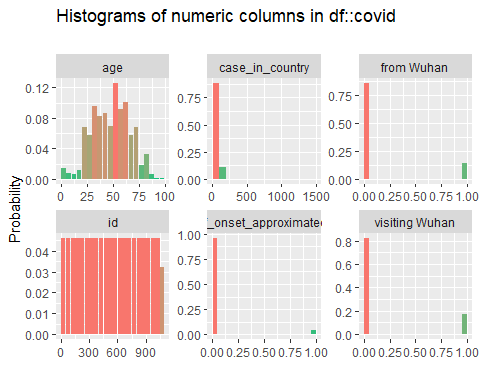 Histograms of numeric columns in df::covid
age
case_in_country
from Wuhan
0.12
0.08
0.04
0.00
0.75
0.50
0.25
0.00
0.75
0.50
0.25
0.00
0 25 50 75 100
0 500 1000 1500
0.00 0.25 0.50 0.75 1.00
Probability
id
f_onset_approximated
visiting Wuhan
0.04
0.03
0.02
0.01
0.00
1.00
0.75
0.50
0.25
0.00
0.8
0.6
0.4
0.2
0.0
0 300 600 900
0.00 0.25 0.50 0.75 1.00
0.00 0.25 0.50 0.75 1.00